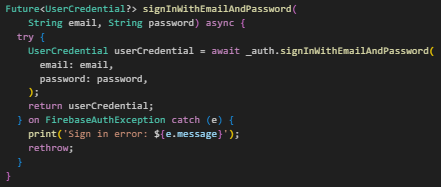 Future<UserCredential?> signInWithEmailAndPassword(
    String email, String password) async {
  try {
    UserCredential userCredential = await _auth.signInWithEmailAndPassword(
      email: email,
      password: password,
    );
    return userCredential;
  } on FirebaseAuthException catch (e) {
    print('Sign in error: ${e.message}');
    rethrow;
  }
}